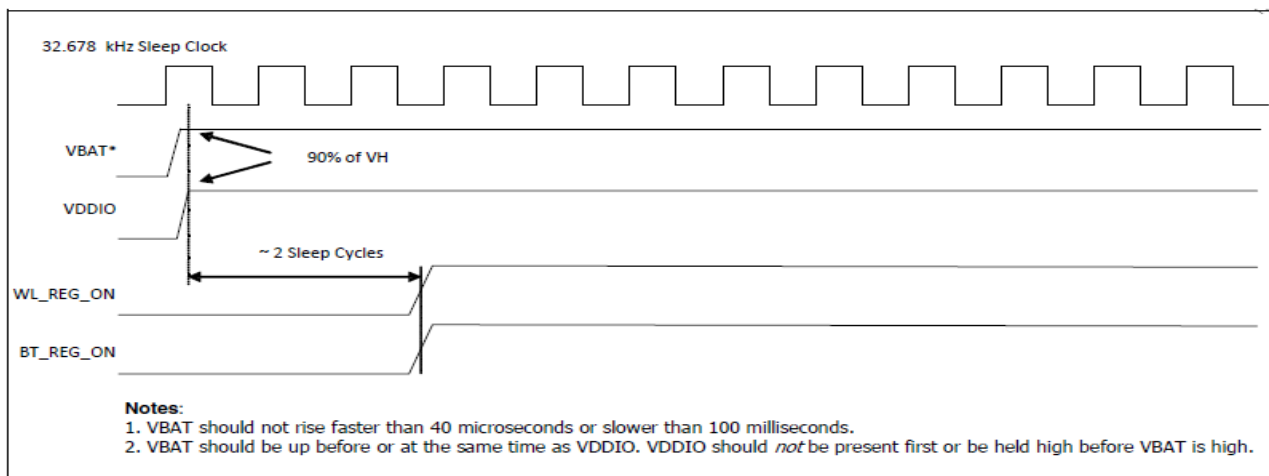 32.678 kHz Sleep Clock
VBAT*
90% of VH
VDDIO
~ 2 Sleep Cycles
WL_REG_ON
BT_REG_ON
Notes:
1. VBAT should not rise faster than 40 microseconds or slower than 100 milliseconds.
2. VBAT should be up before or at the same time as VDDIO. VDDIO should not be present first or be held high before VBAT is high.